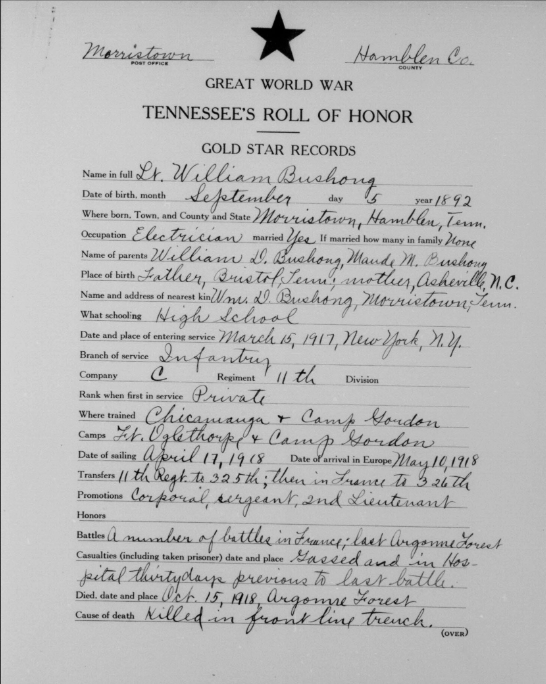 Morristown Hamblen Co.
POST OFFICE COUNTY
GREAT WORLD WAR
TENNESSEE'S ROLL OF HONOR
GOLD STAR RECORDS
Name in full Lt. William Bushong
Date of birth, month September day 5 year 1892
Where born, Town, and County and State Morristown, Hamblen, Tenn.
Occupation Electrician married Yes If married how many in family None
Name of parents William D. Bushong, Maude M. Bushong
Place of birth Father, Bristol, Tenn; mother, Asheville, N.C.
Name and address of nearest kin Wm. D. Bushong, Morristown, Tenn.
What schooling High School
Date and place of entering service March 15, 1917, New York, N.Y.
Branch of service Infantry
Company C Regiment 11th Division
Rank when first in service Private
Where trained Chicamauga & Camp Gordon
Camps Ft. Oglethorpe & Camp Gordon
Date of sailing April 17, 1918 Date of arrival in Europe May 10, 1918
Transfers 11th Regt. to 325th; then in France to 326th
Promotions Corporal, sergeant, 2nd Lieutenant
Honors
Battles A number of battles in France; last Argonne Forest
Casualties (including taken prisoner) date and place Gassed and in Hos-
pital thirty days previous to last battle.
Died, date and place Oct. 15, 1918, Argonne Forest
Cause of death Killed in front line trench.
(OVER)